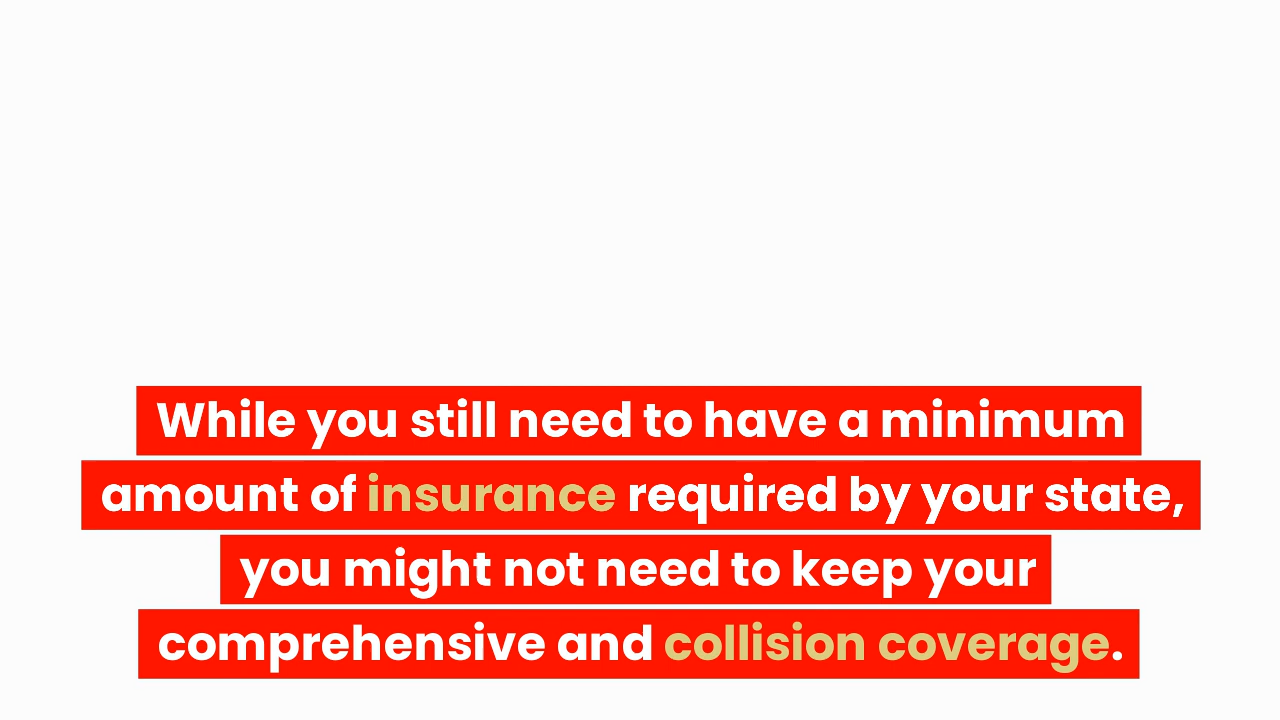 While you still need to have a minimum
amount of insurance required by your state,
you might not need to keep your
comprehensive and collision coverage.